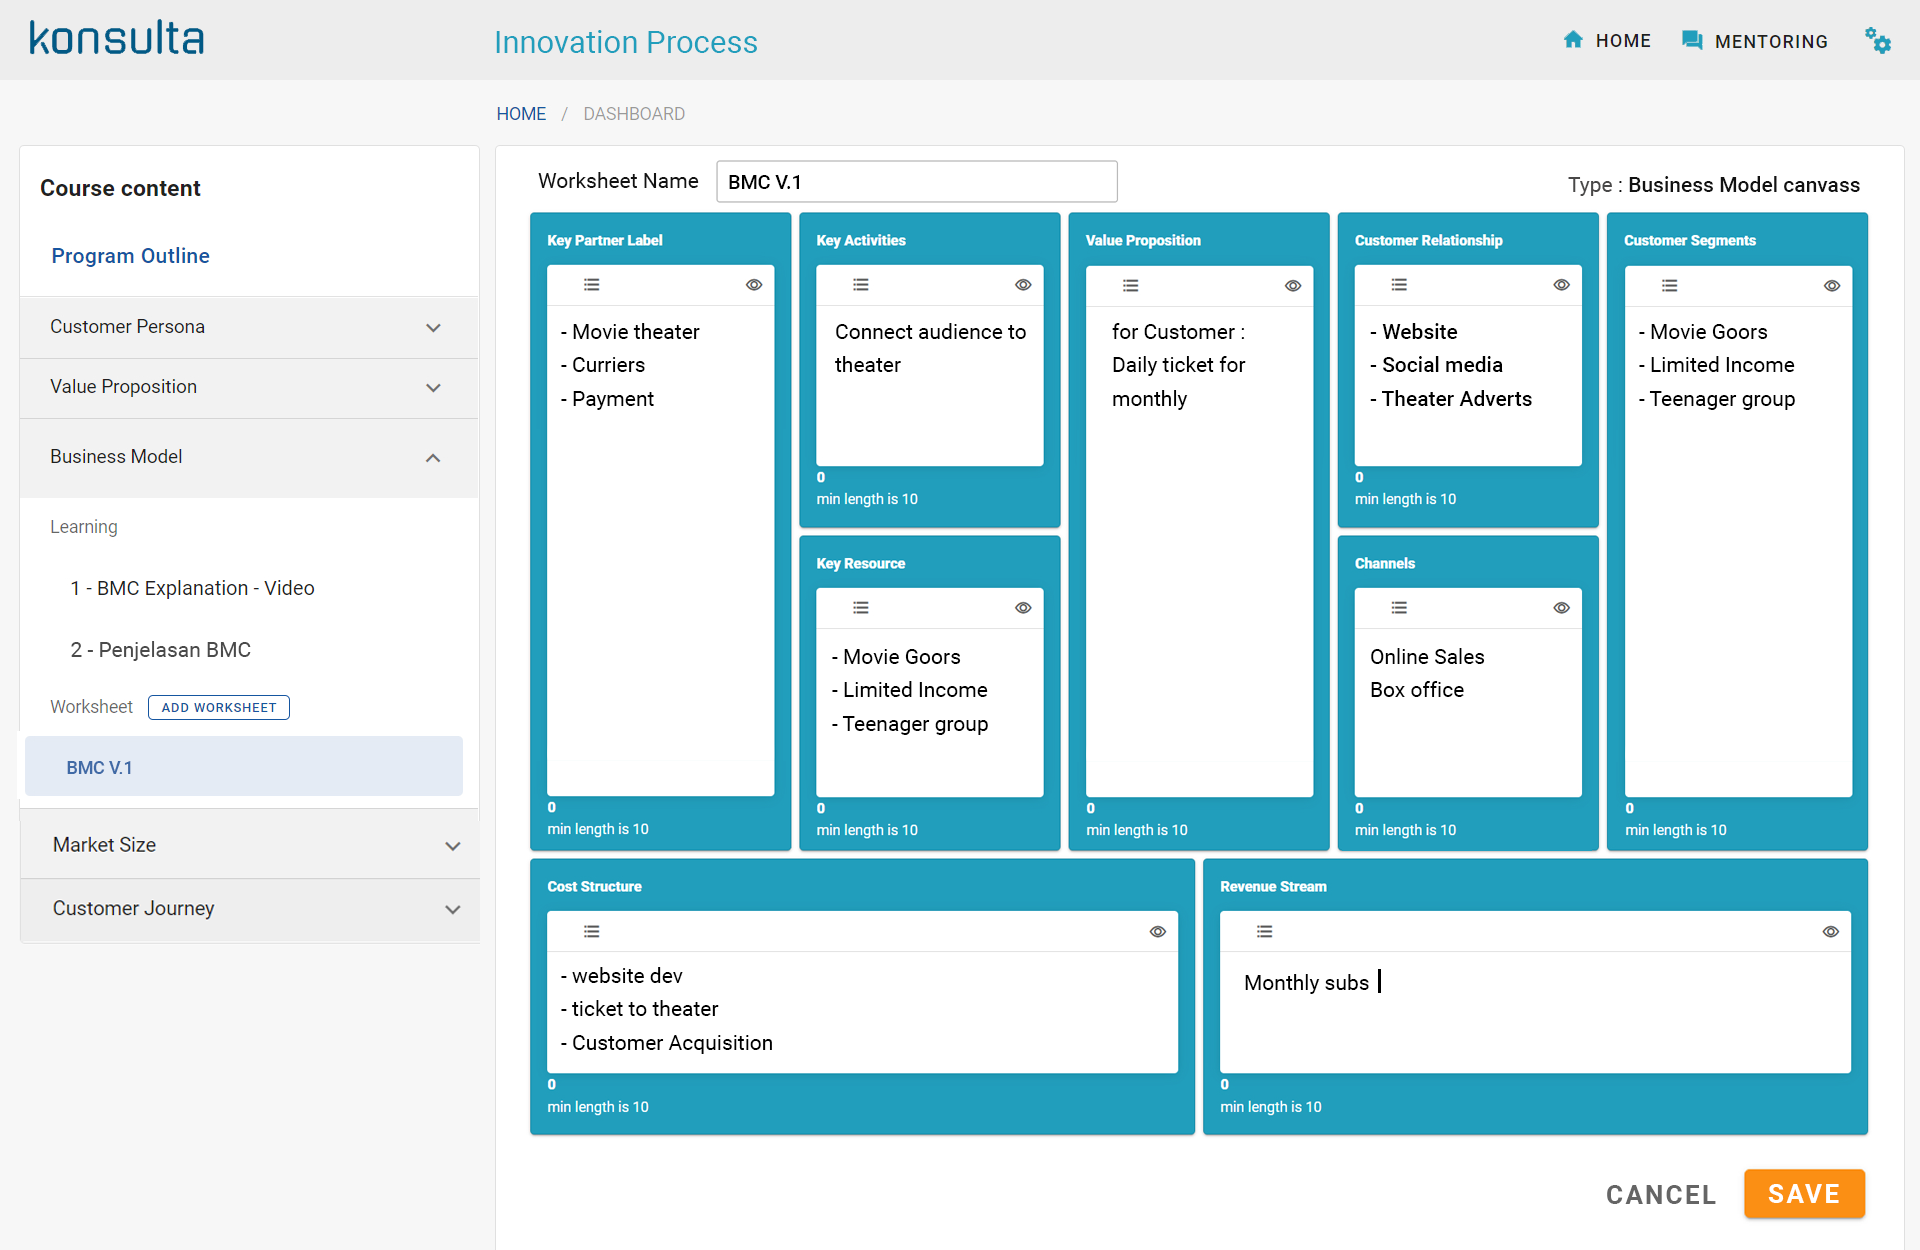 konsulta
Innovation Process
HOME
MENTORING
HOME / DASHBOARD
Course content
Program Outline
Customer Persona
Value Proposition
Business Model
Learning
1 - BMC Explanation - Video
2 - Penjelasan BMC
Worksheet
ADD WORKSHEET
BMC V.1
Market Size
Customer Journey
Worksheet Name
BMC V.1
Type : Business Model canvass
Key Partner Label
- Movie theater
- Curriers
- Payment
0
min length is 10
Key Activities
Connect audience to
theater
0
min length is 10
Key Resource
- Movie Goors
- Limited Income
- Teenager group
0
min length is 10
Value Proposition
for Customer :
Daily ticket for
monthly
0
min length is 10
Customer Relationship
- Website
- Social media
- Theater Adverts
0
min length is 10
Channels
Online Sales
Box office
0
min length is 10
Customer Segments
- Movie Goors
- Limited Income
- Teenager group
0
min length is 10
Cost Structure
- website dev
- ticket to theater
- Customer Acquisition
0
min length is 10
Revenue Stream
Monthly subs
0
min length is 10
CANCEL
SAVE